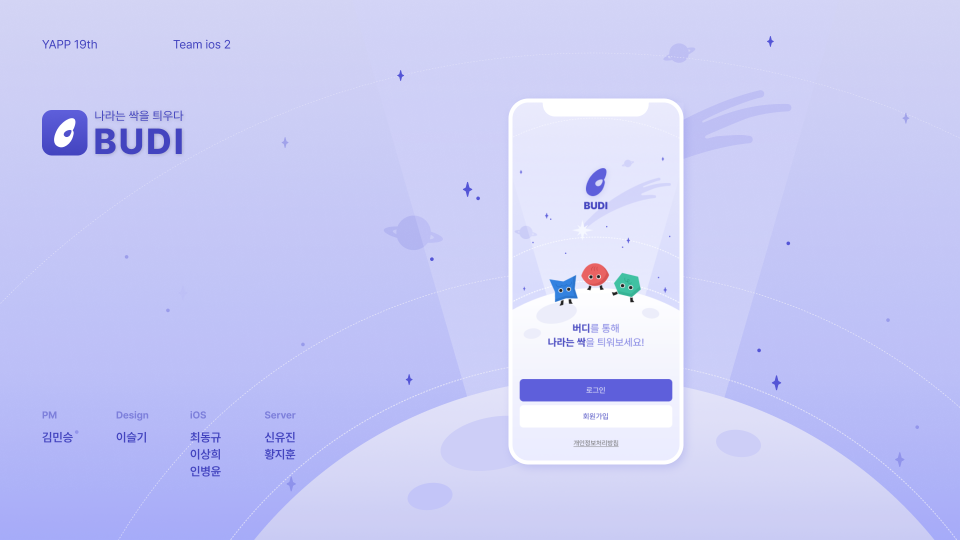 YAPP 19th
Team ios 2
나라는 싹을 틔우다
BUDI
BUDI
버디를 통해
나라는 싹을 틔워보세요!
로그인
회원가입
개인정보처리방침
PM
Design
iOS
Server
김민승
이슬기
최동규
신유진
이상희
황지훈
인병윤